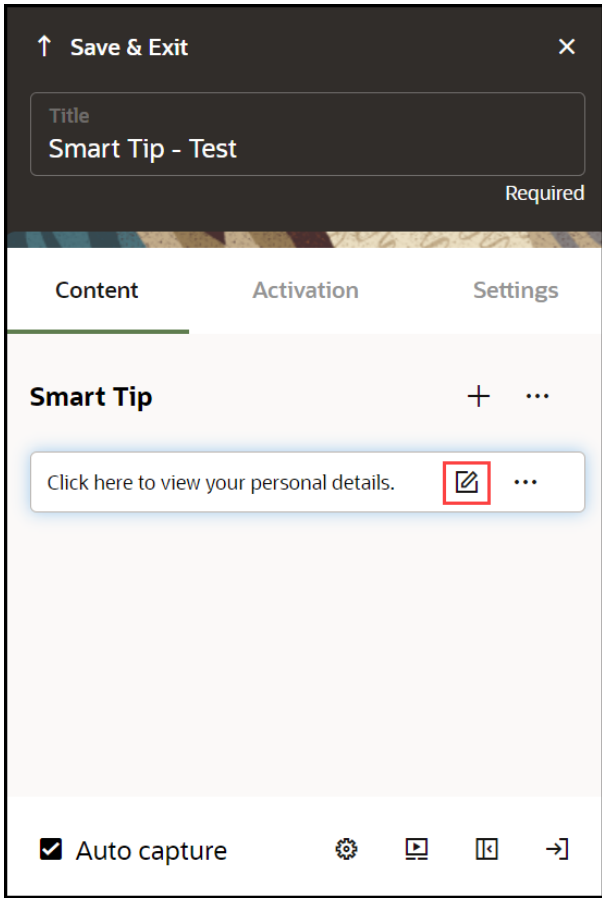 Save & Exit
Title
Smart Tip - Test
Required
Content Activation Settings
Smart Tip
Click here to view your personal details.
Auto capture